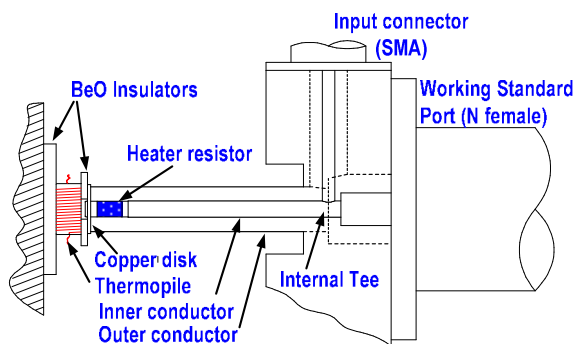 Input connector
(SMA)
Working Standard
Port (N female)
BeO Insulators
Heater resistor
Copper disk
Thermopile
Inner conductor
Outer conductor
Internal Tee